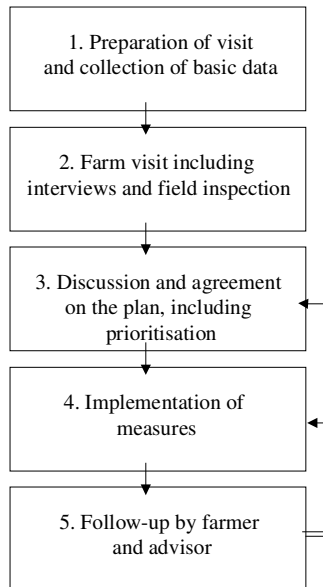 1. Preparation of visit
and collection of basic data
2. Farm visit including
interviews and field inspection
3. Discussion and agreement
on the plan, including
prioritisation
4. Implementation of
measures
5. Follow-up by farmer
and advisor